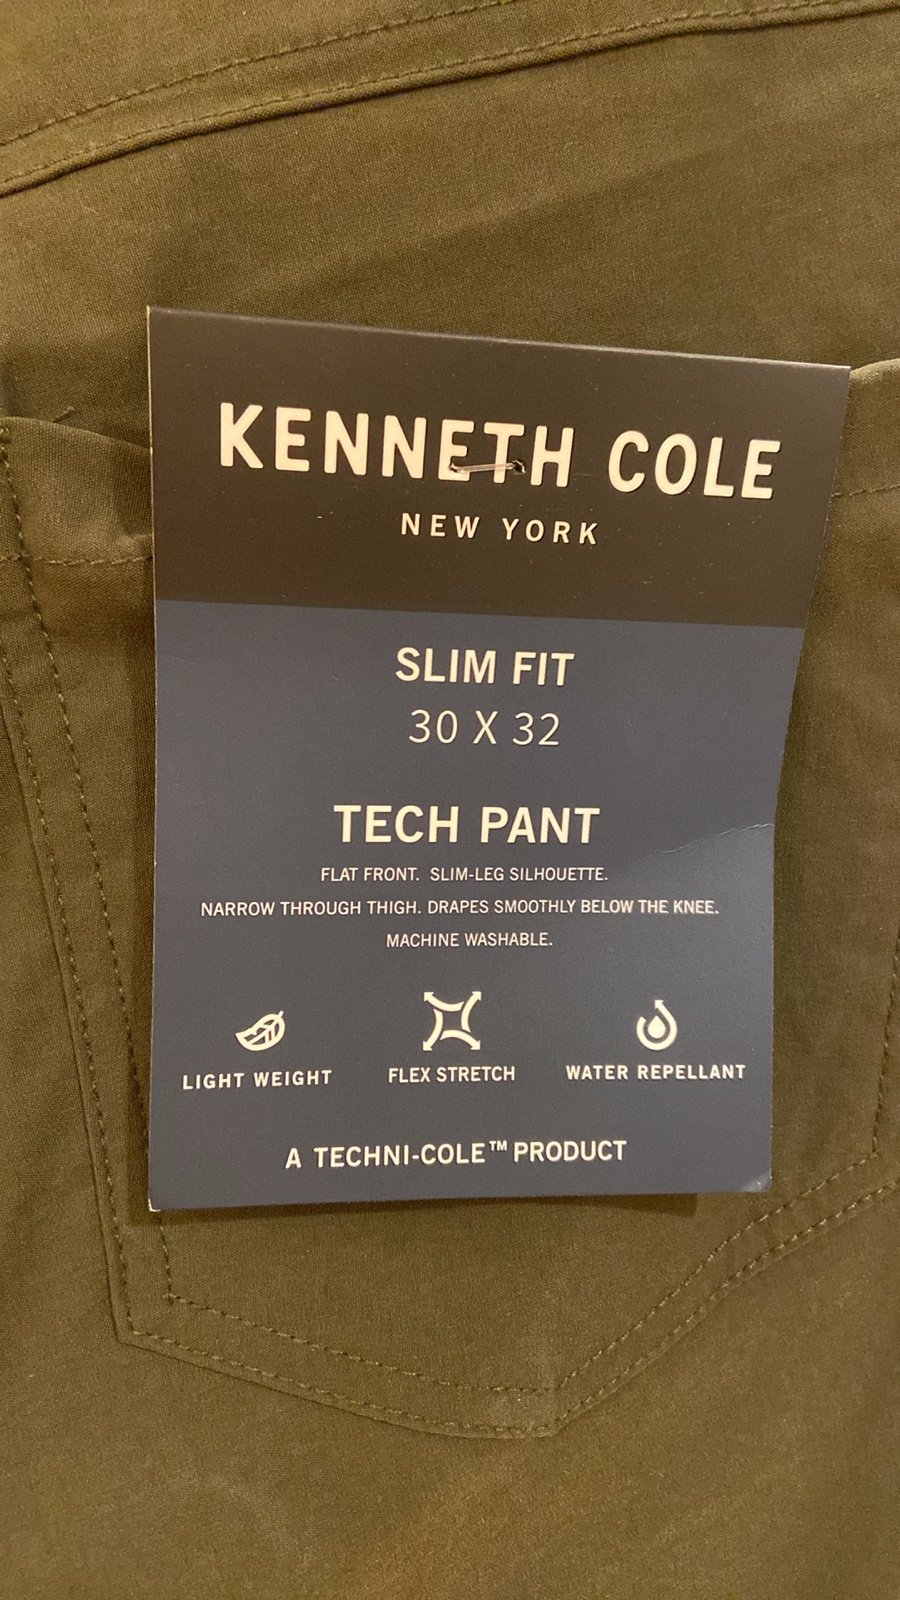 KENNETH COLE
NEW YORK
SLIM FIT
30 X 32
TECH PANT
FLAT FRONT. SLIM-LEG SILHOUETTE.
NARROW THROUGH THIGH. DRAPES SMOOTHLY BELOW THE KNEE.
MACHINE WASHABLE.
LIGHT WEIGHT FLEX STRETCH WATER REPELLANT
A TECHNI-COLE™ PRODUCT